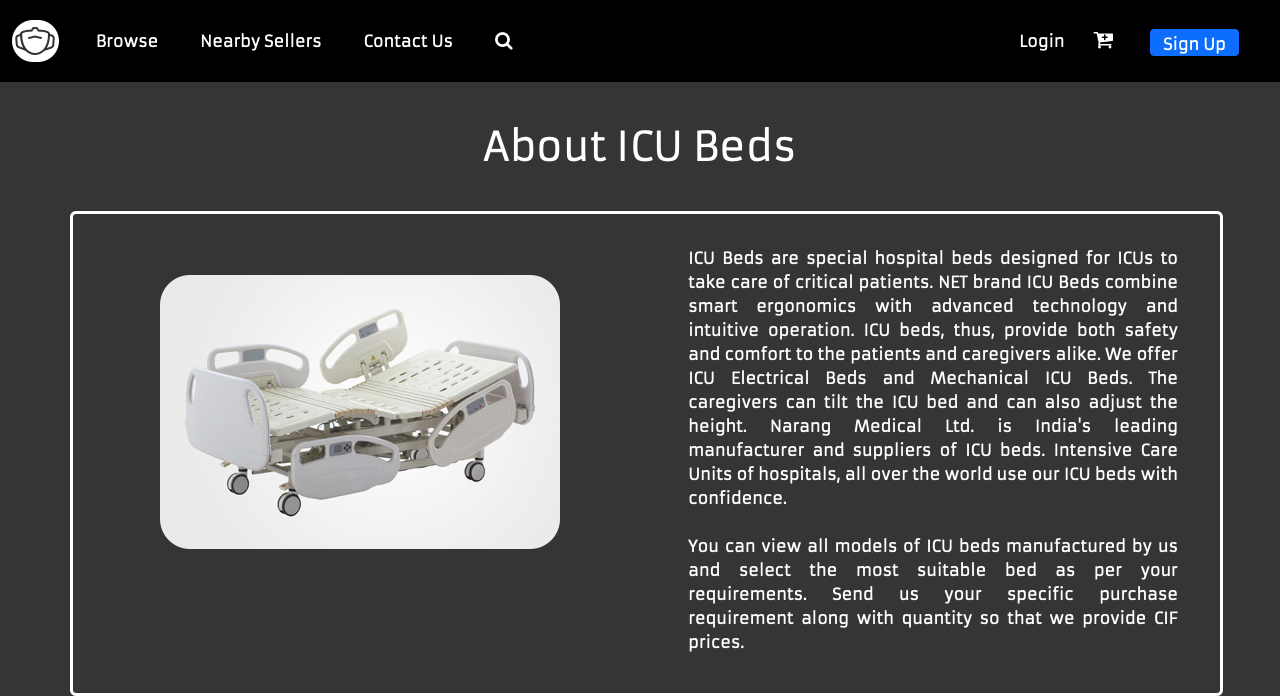 Browse Nearby Sellers Contact Us Login Sign Up
About ICU Beds
ICU Beds are special hospital beds designed for ICUs to
take care of critical patients. NET brand ICU Beds combine
smart ergonomics with advanced technology and
intuitive operation. ICU beds, thus, provide both safety
and comfort to the patients and caregivers alike. We offer
ICU Electrical Beds and Mechanical ICU Beds. The
caregivers can tilt the ICU bed and can also adjust the
height. Narang Medical Ltd. is India's leading
manufacturer and suppliers of ICU beds. Intensive Care
Units of hospitals, all over the world use our ICU beds with
confidence.
You can view all models of ICU beds manufactured by us
and select the most suitable bed as per your
requirements. Send us your specific purchase
requirement along with quantity so that we provide CIF
prices.